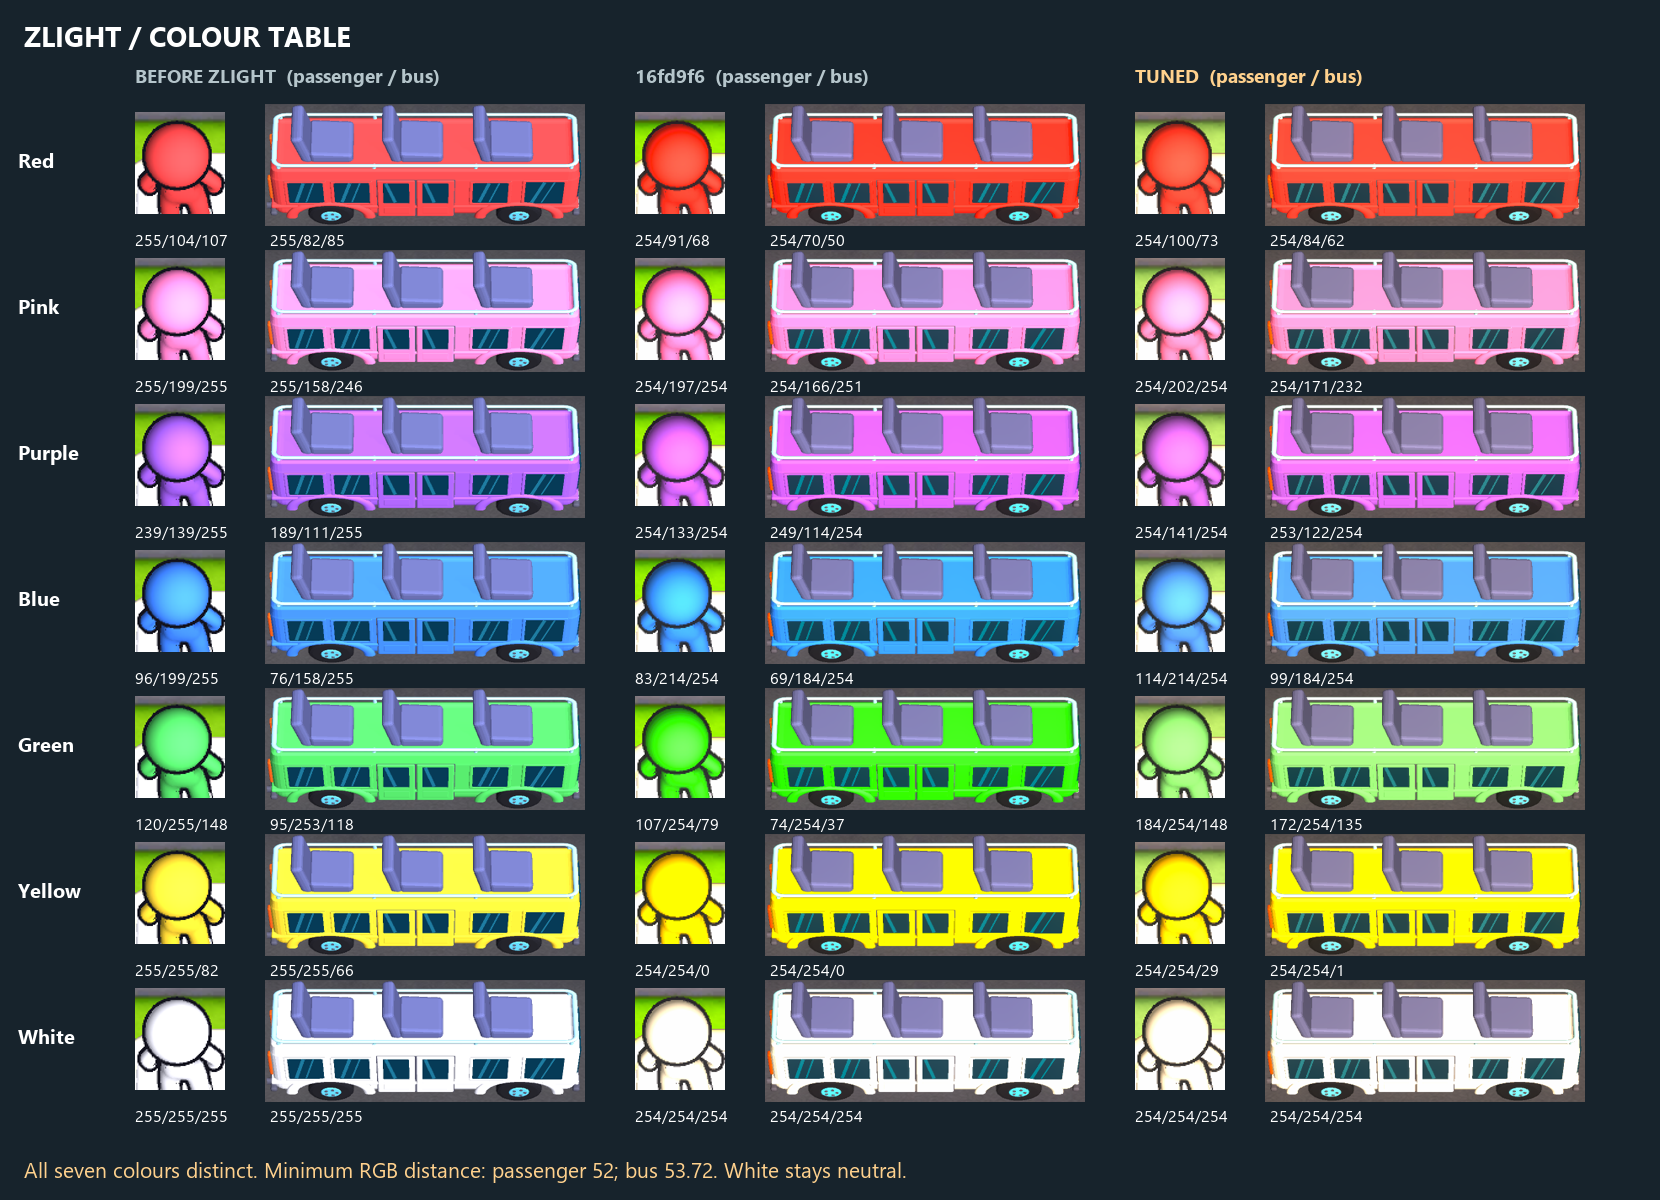 ZLIGHT / COLOUR TABLE
BEFORE ZLIGHT (passenger / bus) 16fd9f6 (passenger / bus) TUNED (passenger / bus)
Red
255/104/107 255/82/85 254/91/68 254/70/50 254/100/73 254/84/62
Pink
255/199/255 255/158/246 254/197/254 254/166/251 254/202/254 254/171/232
Purple
239/139/255 189/111/255 254/133/254 249/114/254 254/141/254 253/122/254
Blue
96/199/255 76/158/255 83/214/254 69/184/254 114/214/254 99/184/254
Green
120/255/148 95/253/118 107/254/79 74/254/37 184/254/148 172/254/135
Yellow
255/255/82 255/255/66 254/254/0 254/254/0 254/254/29 254/254/1
White
255/255/255 255/255/255 254/254/254 254/254/254 254/254/254 254/254/254
All seven colours distinct. Minimum RGB distance: passenger 52; bus 53.72. White stays neutral.